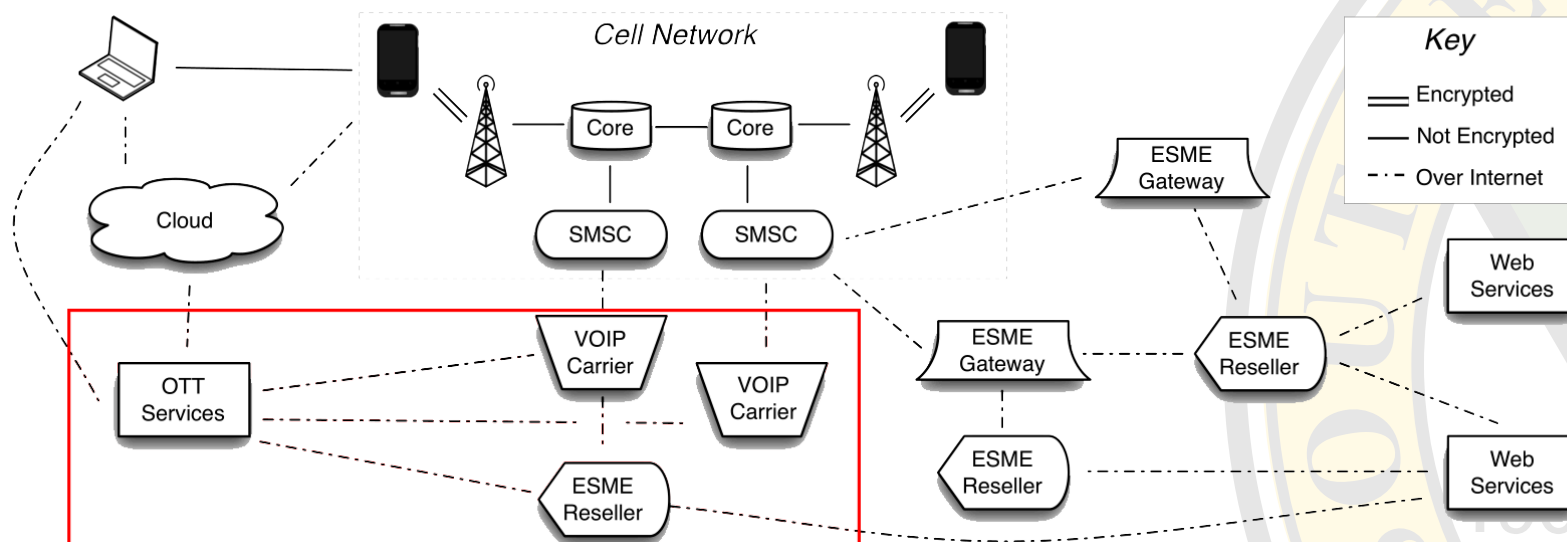 Cell Network
Key
Encrypted
Not Encrypted
Over Internet
Core
Core
ESME
Gateway
Cloud
SMSC
SMSC
Web
Services
VOIP
Carrier
ESME
Gateway
ESME
Reseller
OTT
Services
VOIP
Carrier
ESME
Reseller
ESME
Reseller
Web
Services